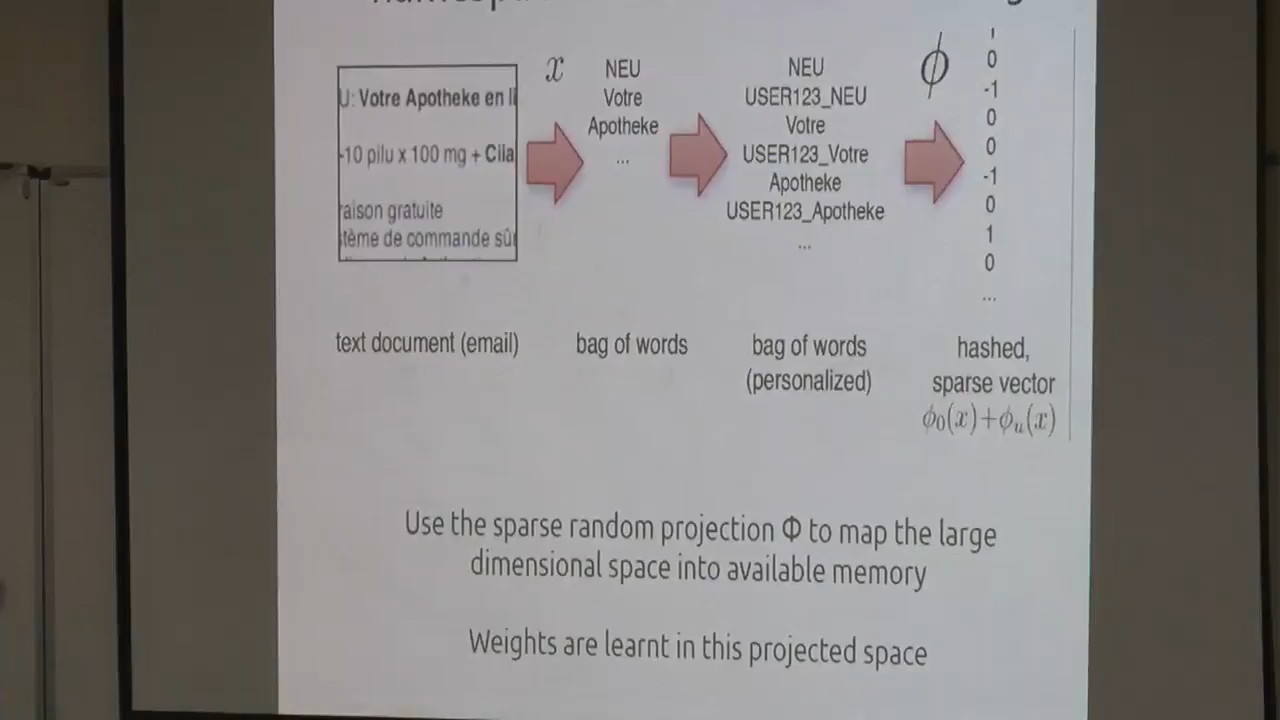 U: Votre Apotheke en li
-10 pilu x 100 mg + Cila
raison gratuite
tème de commande sûr
x
NEU
Votre
Apotheke
...
NEU
USER123_NEU
Votre
USER123_Votre
Apotheke
USER123_Apotheke
...
ϕ
0
-1
0
0
-1
0
1
0
...
text document (email)
bag of words
bag of words
(personalized)
hashed,
sparse vector
ϕ₀(x)+ϕᵤ(x)
Use the sparse random projection Φ to map the large
dimensional space into available memory
Weights are learnt in this projected space